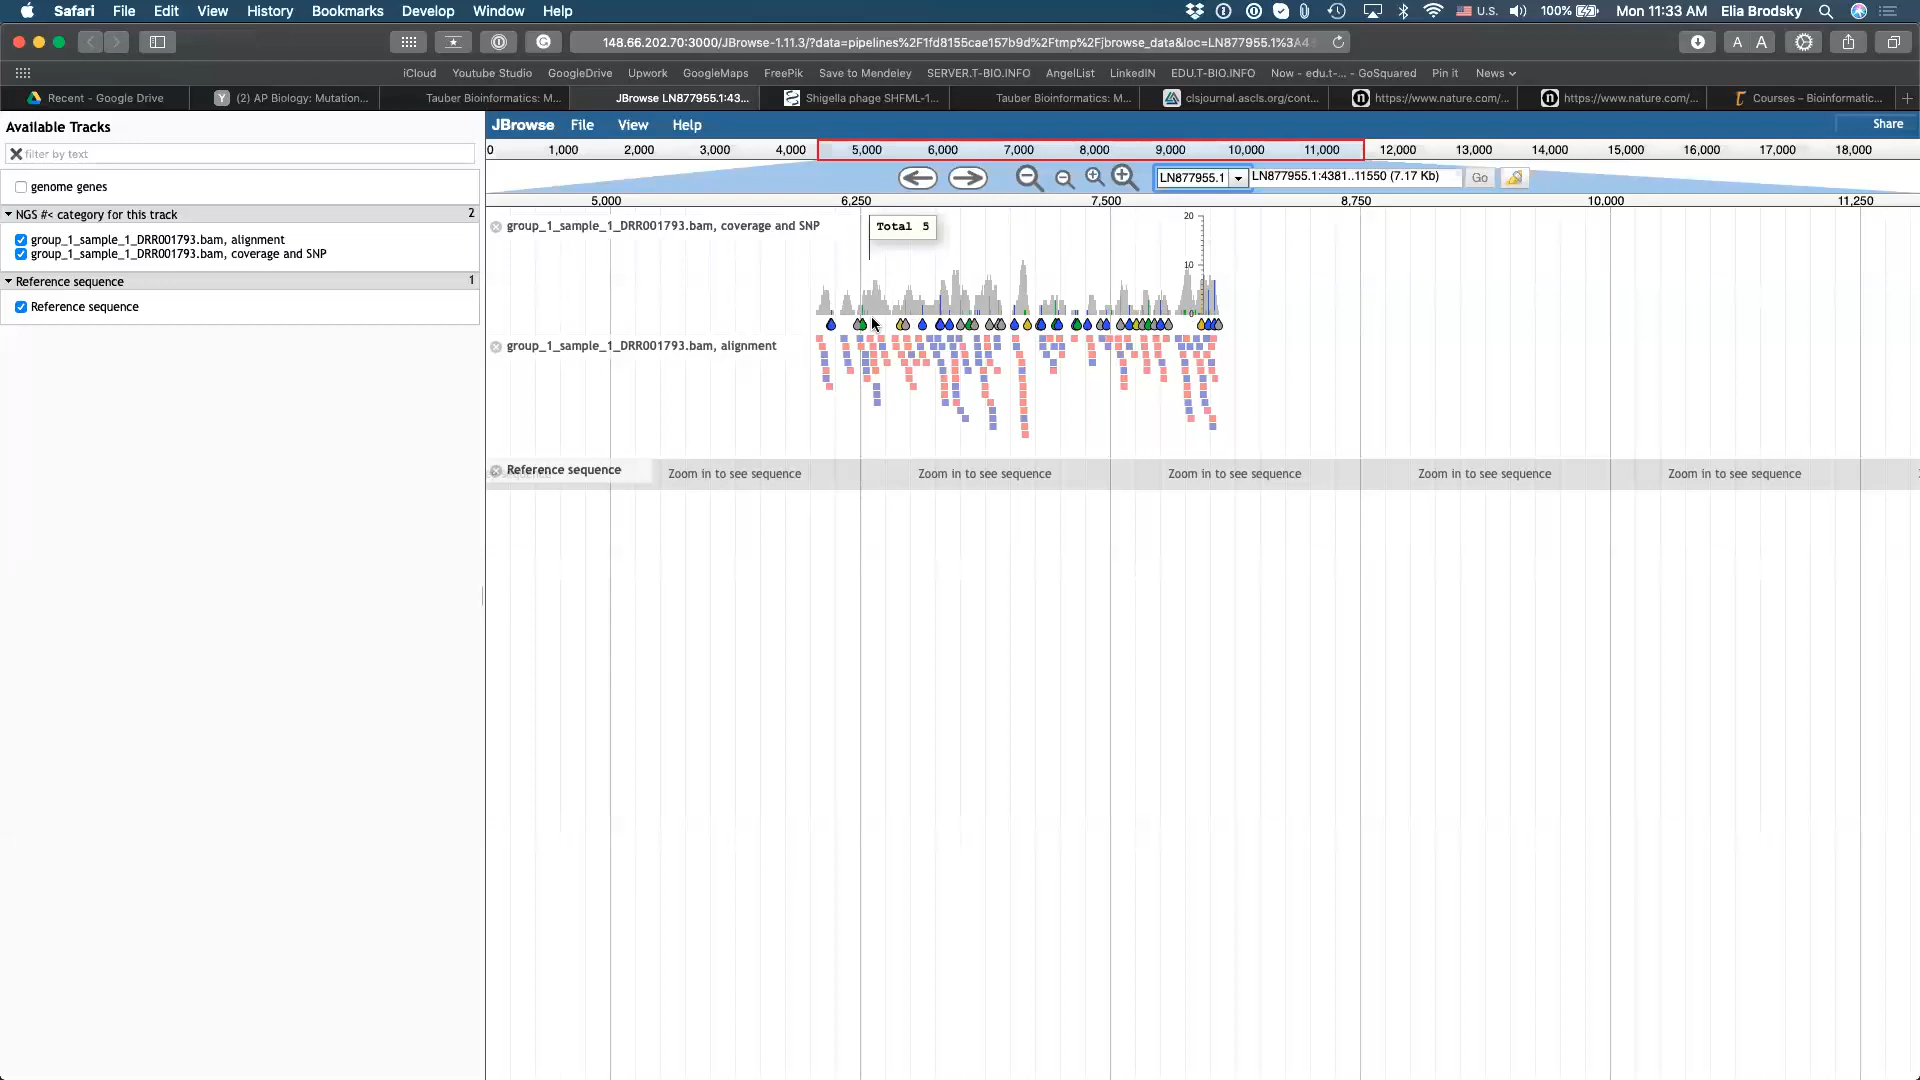 Safari File Edit View History Bookmarks Develop Window Help U.S. 100% Mon 11:33 AM Elia Brodsky
148.66.202.70:3000/JBrowse-1.11.3/?data=pipelines%2F1fd8155cae157b9d%2Ftmp%2Fjbrowse_data&loc=LN877955.1%3A4 A A
iCloud Youtube Studio GoogleDrive Upwork GoogleMaps FreePik Save to Mendeley SERVER.T-BIO.INFO AngelList LinkedIN EDU.T-BIO.INFO Now - edu.t-... - GoSquared Pin it News
Recent - Google Drive Y (2) AP Biology: Mutation... Tauber Bioinformatics: M... JBrowse LN877955.1:43... Shigella phage SHFML-1... Tauber Bioinformatics: M... clsjournal.ascls.org/cont... https://www.nature.com/... https://www.nature.com/... Courses – Bioinformatic...
Available Tracks
filter by text
genome genes
NGS #< category for this track 2
group_1_sample_1_DRR001793.bam, alignment
group_1_sample_1_DRR001793.bam, coverage and SNP
Reference sequence 1
Reference sequence
JBrowse File View Help Share
0 1,000 2,000 3,000 4,000 5,000 6,000 7,000 8,000 9,000 10,000 11,000 12,000 13,000 14,000 15,000 16,000 17,000 18,000
LN877955.1 LN877955.1:4381..11550 (7.17 Kb) Go
5,000 6,250 7,500 8,750 10,000 11,250
group_1_sample_1_DRR001793.bam, coverage and SNP Total 5
20
10
0
group_1_sample_1_DRR001793.bam, alignment
Reference sequence Zoom in to see sequence Zoom in to see sequence Zoom in to see sequence Zoom in to see sequence Zoom in to see sequence